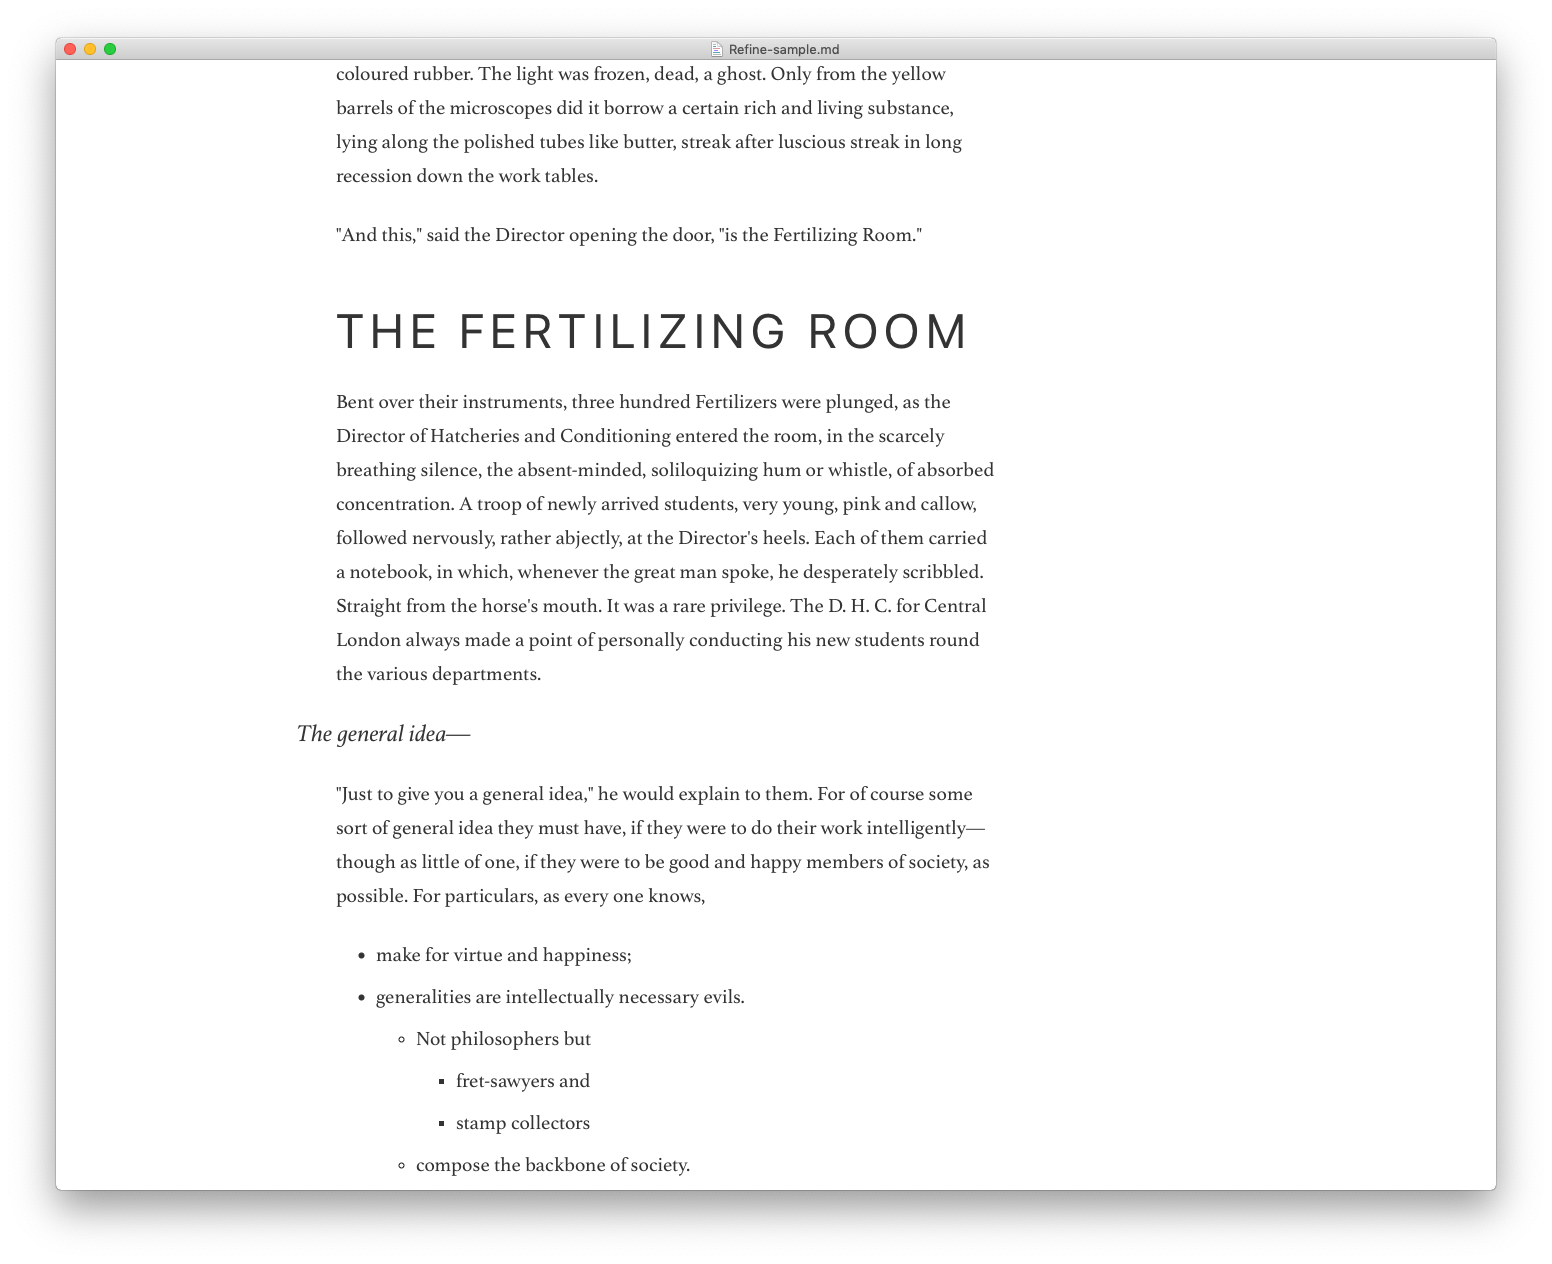 Refine-sample.md
coloured rubber. The light was frozen, dead, a ghost. Only from the yellow
barrels of the microscopes did it borrow a certain rich and living substance,
lying along the polished tubes like butter, streak after luscious streak in long
recession down the work tables.
"And this," said the Director opening the door, "is the Fertilizing Room."
THE FERTILIZING ROOM
Bent over their instruments, three hundred Fertilizers were plunged, as the
Director of Hatcheries and Conditioning entered the room, in the scarcely
breathing silence, the absent-minded, soliloquizing hum or whistle, of absorbed
concentration. A troop of newly arrived students, very young, pink and callow,
followed nervously, rather abjectly, at the Director's heels. Each of them carried
a notebook, in which, whenever the great man spoke, he desperately scribbled.
Straight from the horse's mouth. It was a rare privilege. The D. H. C. for Central
London always made a point of personally conducting his new students round
the various departments.
The general idea—
"Just to give you a general idea," he would explain to them. For of course some
sort of general idea they must have, if they were to do their work intelligently—
though as little of one, if they were to be good and happy members of society, as
possible. For particulars, as every one knows,
• make for virtue and happiness;
• generalities are intellectually necessary evils.
◦ Not philosophers but
▪ fret-sawyers and
▪ stamp collectors
◦ compose the backbone of society.